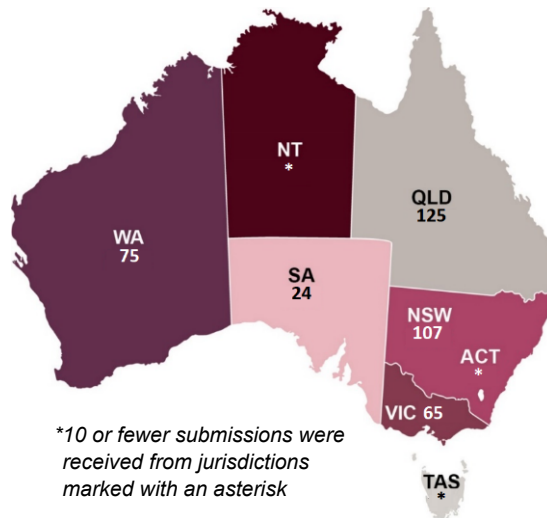 NT
*
QLD
125
WA
75
SA
24
NSW
107
ACT
*
VIC 65
*10 or fewer submissions were
received from jurisdictions
marked with an asterisk
TAS
*